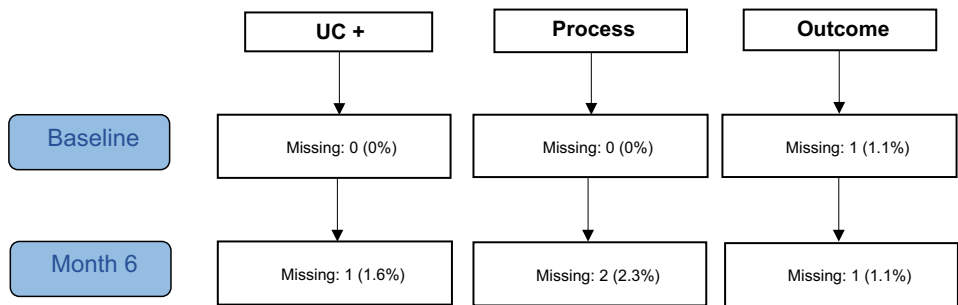 UC +
Process
Outcome
Baseline
Missing: 0 (0%)
Missing: 0 (0%)
Missing: 1 (1.1%)
Month 6
Missing: 1 (1.6%)
Missing: 2 (2.3%)
Missing: 1 (1.1%)